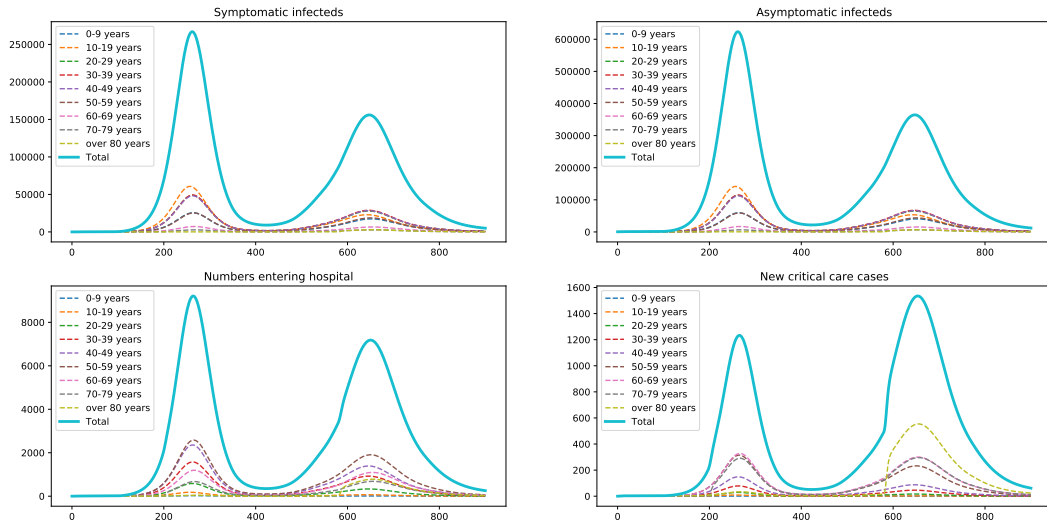 Symptomatic infecteds
250000
200000
150000
100000
50000
0
0-9 years
10-19 years
20-29 years
30-39 years
40-49 years
50-59 years
60-69 years
70-79 years
over 80 years
Total
0 200 400 600 800
Asymptomatic infecteds
600000
500000
400000
300000
200000
100000
0
0-9 years
10-19 years
20-29 years
30-39 years
40-49 years
50-59 years
60-69 years
70-79 years
over 80 years
Total
0 200 400 600 800
Numbers entering hospital
8000
6000
4000
2000
0
0-9 years
10-19 years
20-29 years
30-39 years
40-49 years
50-59 years
60-69 years
70-79 years
over 80 years
Total
0 200 400 600 800
New critical care cases
1600
1400
1200
1000
800
600
400
200
0
0-9 years
10-19 years
20-29 years
30-39 years
40-49 years
50-59 years
60-69 years
70-79 years
over 80 years
Total
0 200 400 600 800